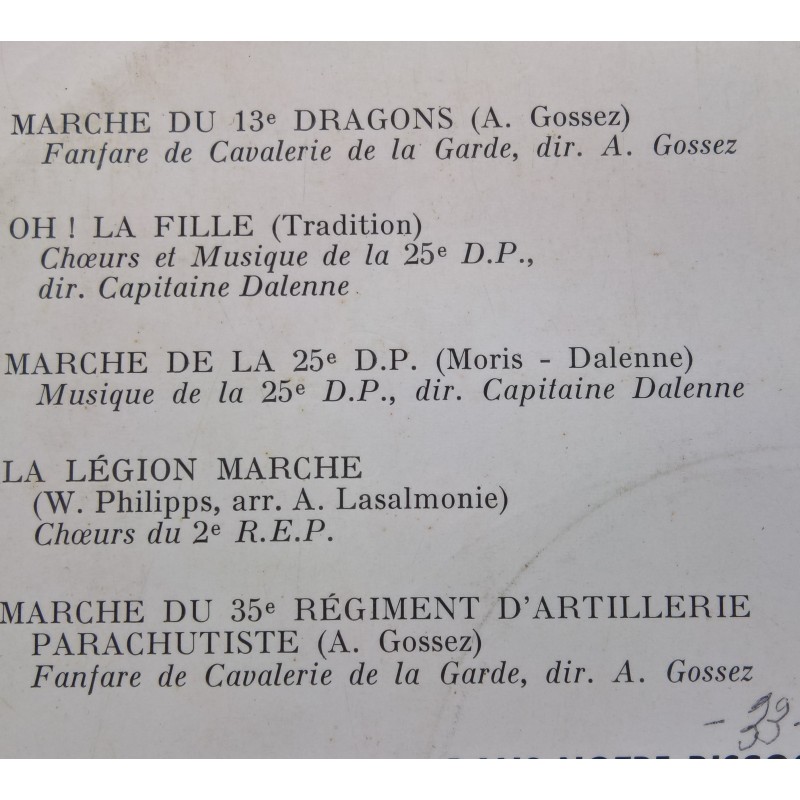 MARCHE DU 13e DRAGONS (A. Gossez)
Fanfare de Cavalerie de la Garde, dir. A. Gossez
OH ! LA FILLE (Tradition)
Chœurs et Musique de la 25e D.P.,
dir. Capitaine Dalenne
MARCHE DE LA 25e D.P. (Moris - Dalenne)
Musique de la 25e D.P., dir. Capitaine Dalenne
LA LÉGION MARCHE
(W. Philipps, arr. A. Lasalmonie)
Chœurs du 2e R.E.P.
MARCHE DU 35e RÉGIMENT D'ARTILLERIE
PARACHUTISTE (A. Gossez)
Fanfare de Cavalerie de la Garde, dir. A. Gossez